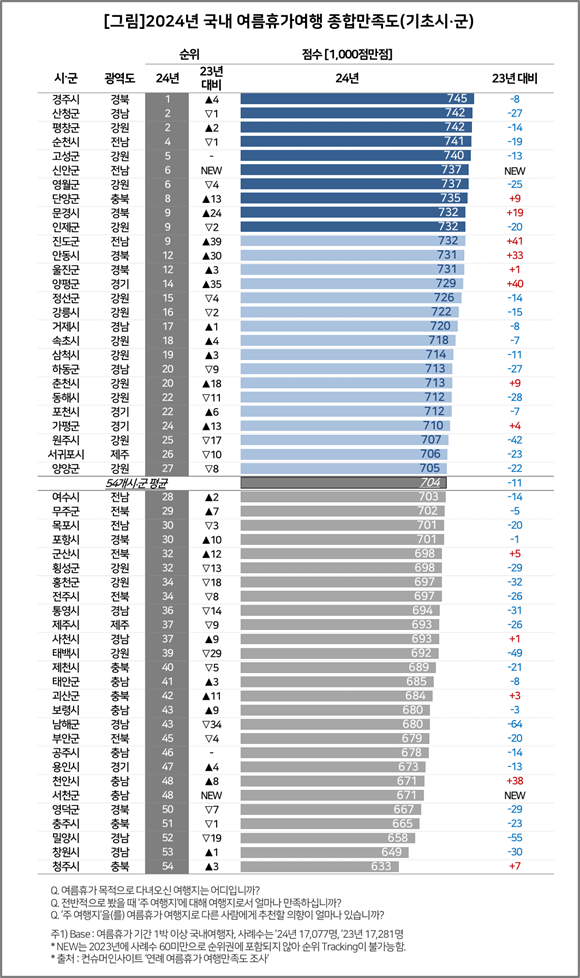 [그림]2024년 국내 여름휴가여행 종합만족도(기초시·군)
순위 점수 [1,000점만점]
시·군 광역도 24년 23년 대비 24년 23년 대비
경주시 경북 1 ▲4 745 -8
산청군 경남 2 ▽1 742 -27
평창군 강원 2 ▲2 742 -14
순천시 전남 4 ▽1 741 -19
고성군 강원 5 - 740 -13
신안군 전남 6 NEW 737 NEW
영월군 강원 6 ▽4 737 -25
단양군 충북 8 ▲13 735 +9
문경시 경북 9 ▲24 732 +19
인제군 강원 9 ▽2 732 -20
진도군 전남 9 ▲39 732 +41
안동시 경북 12 ▲30 731 +33
울진군 경북 12 ▲3 731 +1
양평군 경기 14 ▲35 729 +40
정선군 강원 15 ▽4 726 -14
강릉시 강원 16 ▽2 722 -15
거제시 경남 17 ▲1 720 -8
속초시 강원 18 ▲4 718 -7
삼척시 강원 19 ▲3 714 -11
하동군 경남 20 ▽9 713 -27
춘천시 강원 20 ▲18 713 +9
동해시 강원 22 ▽11 712 -28
포천시 경기 22 ▲6 712 -7
가평군 경기 24 ▲13 710 +4
원주시 강원 25 ▽17 707 -42
서귀포시 제주 26 ▽10 706 -23
양양군 강원 27 ▽8 705 -22
54개시·군 평균 704 -11
여수시 전남 28 ▲2 703 -14
무주군 전북 29 ▲7 702 -5
목포시 전남 30 ▽3 701 -20
포항시 경북 30 ▲10 701 -1
군산시 전북 32 ▲12 698 +5
횡성군 강원 32 ▽13 698 -29
홍천군 강원 34 ▽18 697 -32
전주시 전북 34 ▽8 697 -26
통영시 경남 36 ▽14 694 -31
제주시 제주 37 ▽9 693 -26
사천시 경남 37 ▲9 693 +1
태백시 강원 39 ▽29 692 -49
제천시 충북 40 ▽5 689 -21
태안군 충남 41 ▲3 685 -8
괴산군 충북 42 ▲11 684 +3
보령시 충남 43 ▲9 680 -3
남해군 경남 43 ▽34 680 -64
부안군 전북 45 ▽4 679 -20
공주시 충남 46 - 678 -14
용인시 경기 47 ▲4 673 -13
천안시 충남 48 ▲8 671 +38
서천군 충남 48 NEW 671 NEW
영덕군 경북 50 ▽7 667 -29
충주시 충북 51 ▽1 665 -23
밀양시 경남 52 ▽19 658 -55
창원시 경남 53 ▲1 649 -30
청주시 충북 54 ▲3 633 +7
Q. 여름휴가 목적으로 다녀오신 여행지는 어디입니까?
Q. 전반적으로 봤을 때 '주 여행지'에 대해 여행지로서 얼마나 만족하십니까?
Q. '주 여행지'을(를) 여름휴가 여행지로 다른 사람에게 추천할 의향이 얼마나 있습니까?
주1) Base : 여름휴가 기간 1박 이상 국내여행자, 사례수는 '24년 17,077명, '23년 17,281명
* NEW는 2023년에 사례수 60미만으로 순위권에 포함되지 않아 순위 Tracking이 불가능함.
* 출처 : 컨슈머인사이트 '연례 여름휴가 여행만족도 조사'